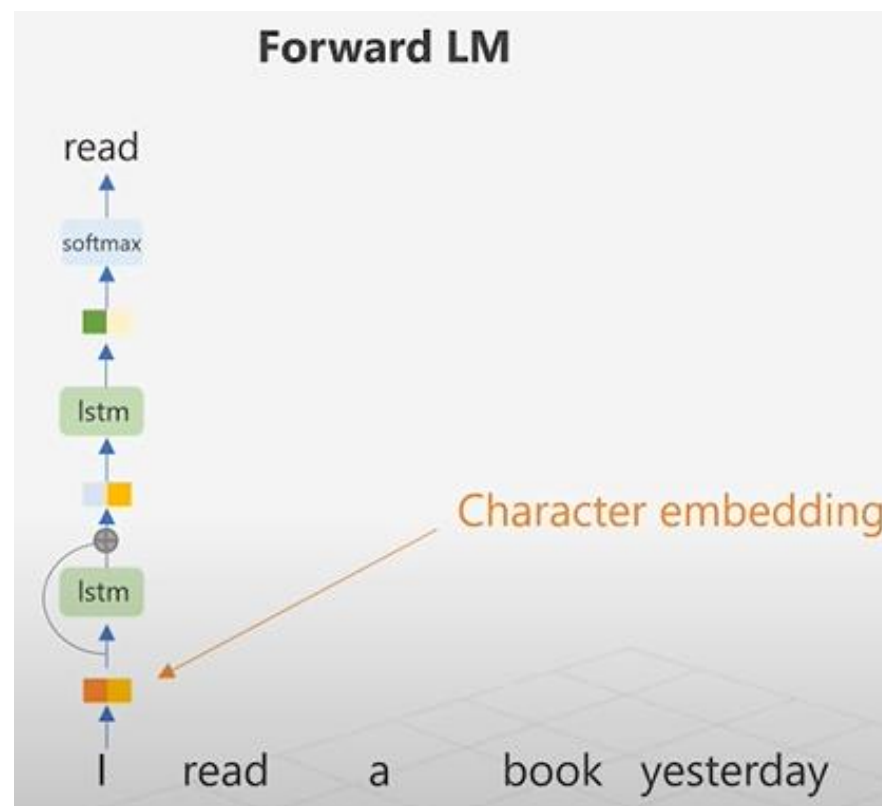 Forward LM
read
softmax
lstm
Character embedding
lstm
I read a book yesterday